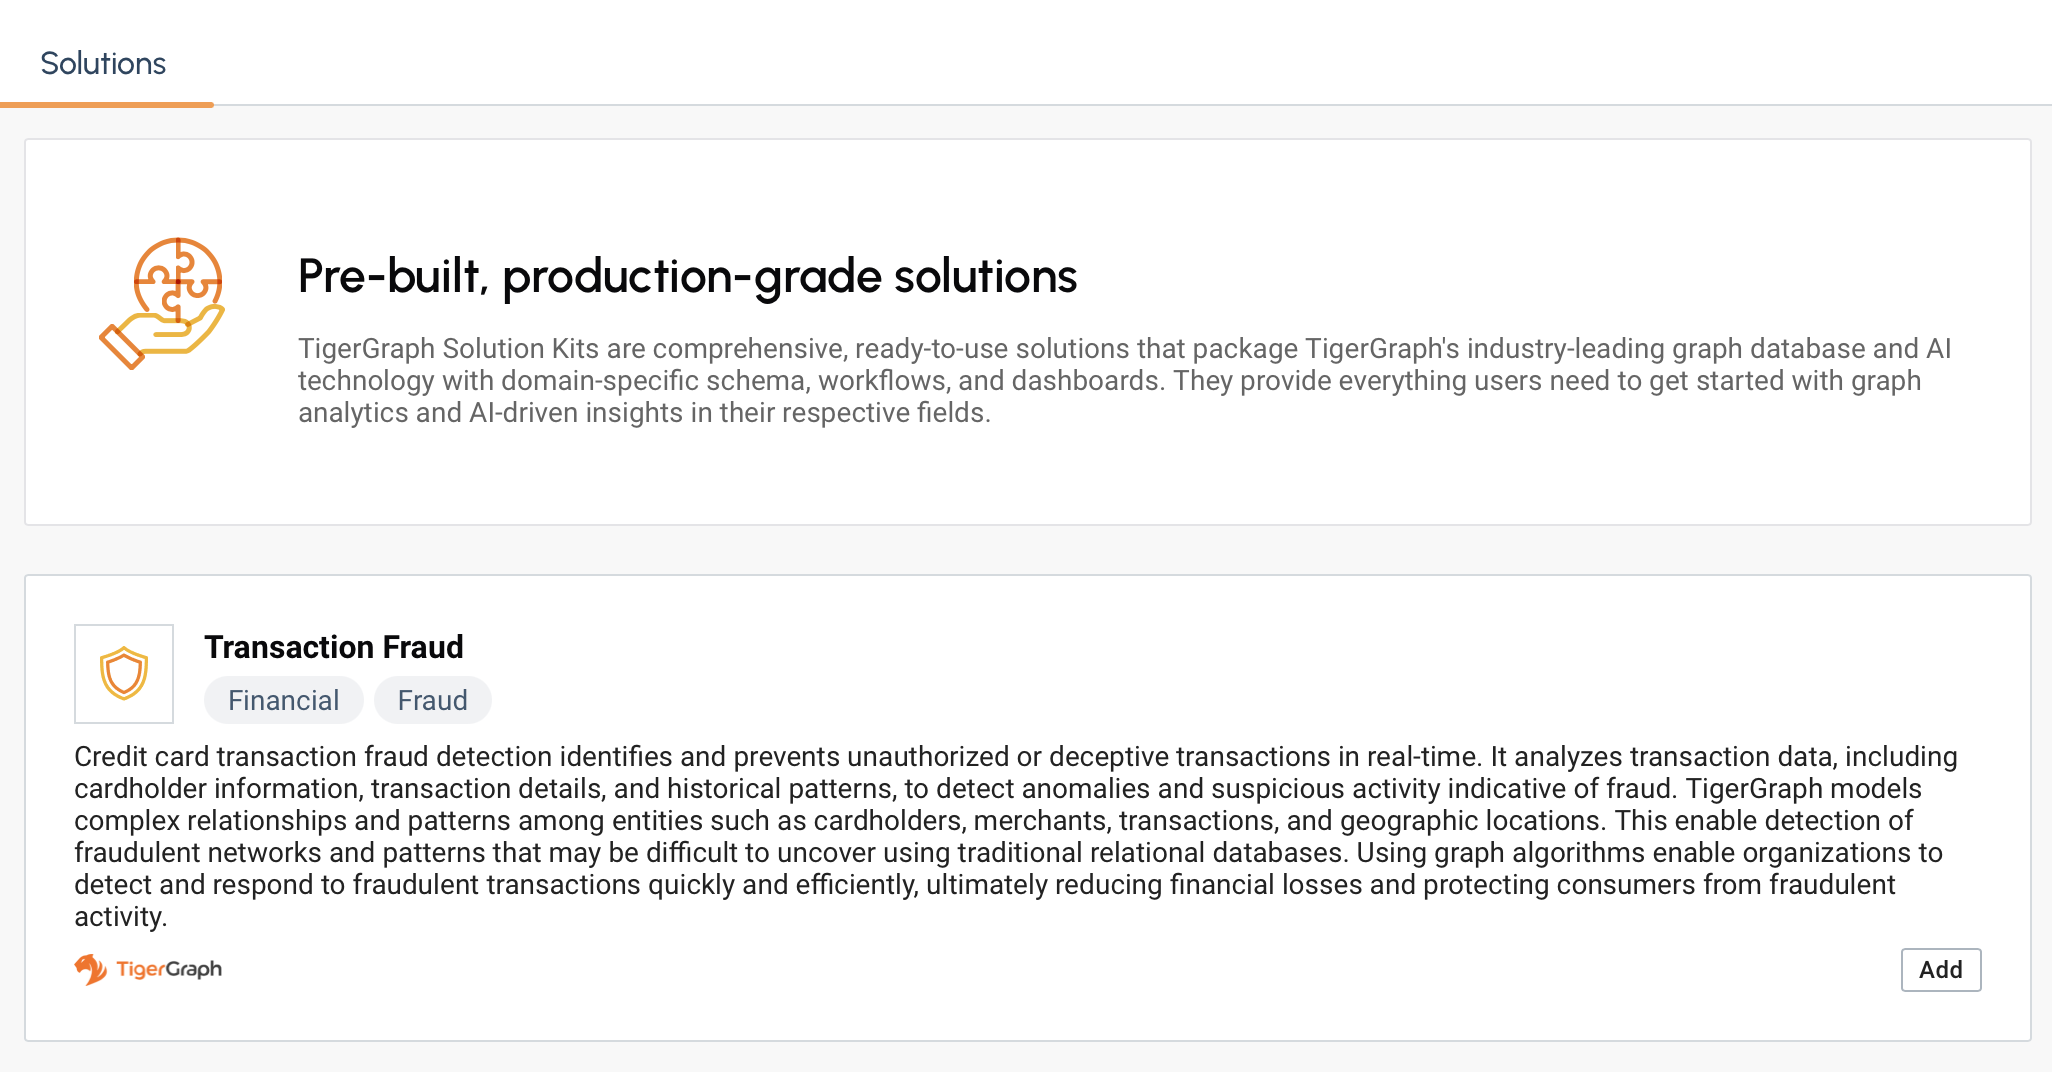 Solutions
Pre-built, production-grade solutions
TigerGraph Solution Kits are comprehensive, ready-to-use solutions that package TigerGraph's industry-leading graph database and AI
technology with domain-specific schema, workflows, and dashboards. They provide everything users need to get started with graph
analytics and AI-driven insights in their respective fields.
Transaction Fraud
Financial Fraud
Credit card transaction fraud detection identifies and prevents unauthorized or deceptive transactions in real-time. It analyzes transaction data, including
cardholder information, transaction details, and historical patterns, to detect anomalies and suspicious activity indicative of fraud. TigerGraph models
complex relationships and patterns among entities such as cardholders, merchants, transactions, and geographic locations. This enable detection of
fraudulent networks and patterns that may be difficult to uncover using traditional relational databases. Using graph algorithms enable organizations to
detect and respond to fraudulent transactions quickly and efficiently, ultimately reducing financial losses and protecting consumers from fraudulent
activity.
TigerGraph
Add